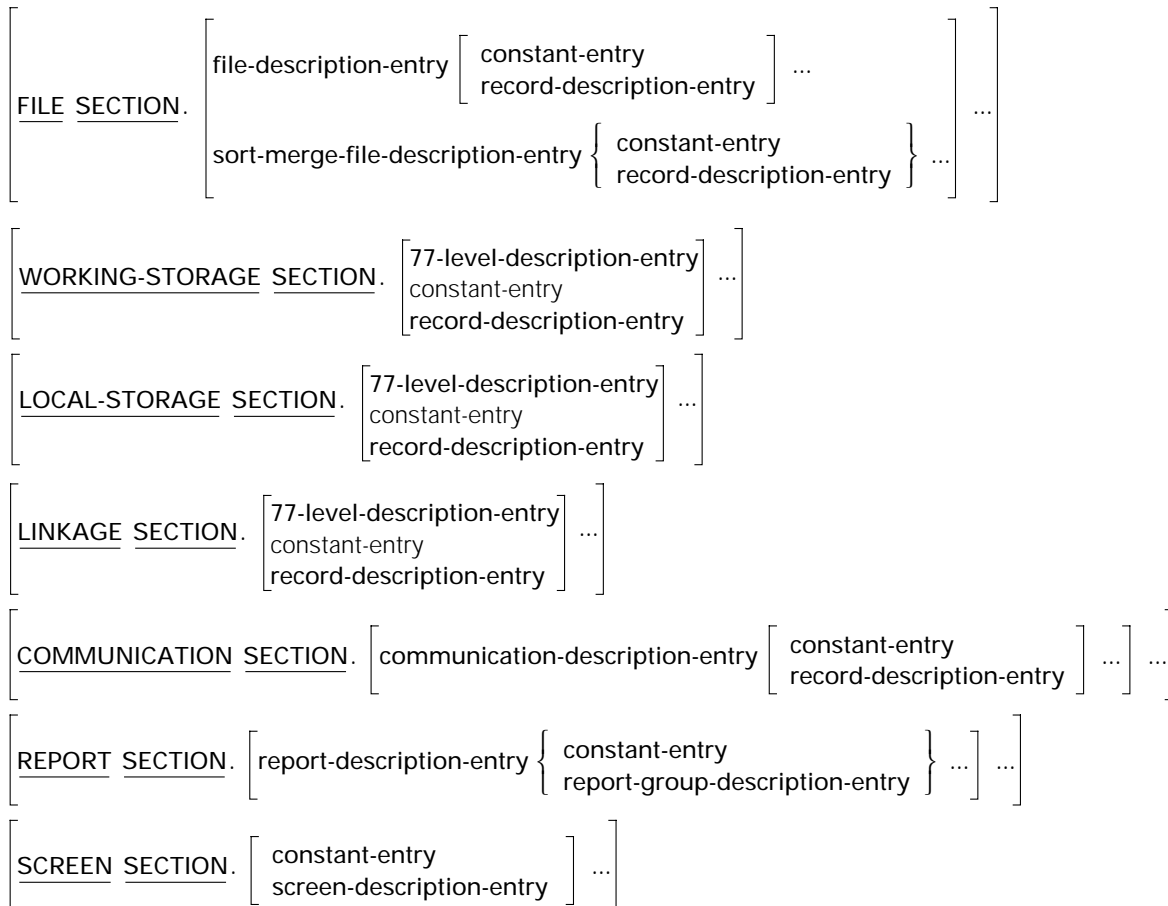 file-description-entry constant-entry ...
record-description-entry
FILE SECTION. ...
sort-merge-file-description-entry constant-entry ...
record-description-entry
77-level-description-entry
WORKING-STORAGE SECTION. ...
constant-entry
record-description-entry
77-level-description-entry
LOCAL-STORAGE SECTION. ...
constant-entry
record-description-entry
77-level-description-entry
LINKAGE SECTION. ...
constant-entry
record-description-entry
constant-entry
COMMUNICATION SECTION. communication-description-entry ... ...
record-description-entry
constant-entry
REPORT SECTION. report-description-entry ... ...
report-group-description-entry
constant-entry
SCREEN SECTION. ...
screen-description-entry